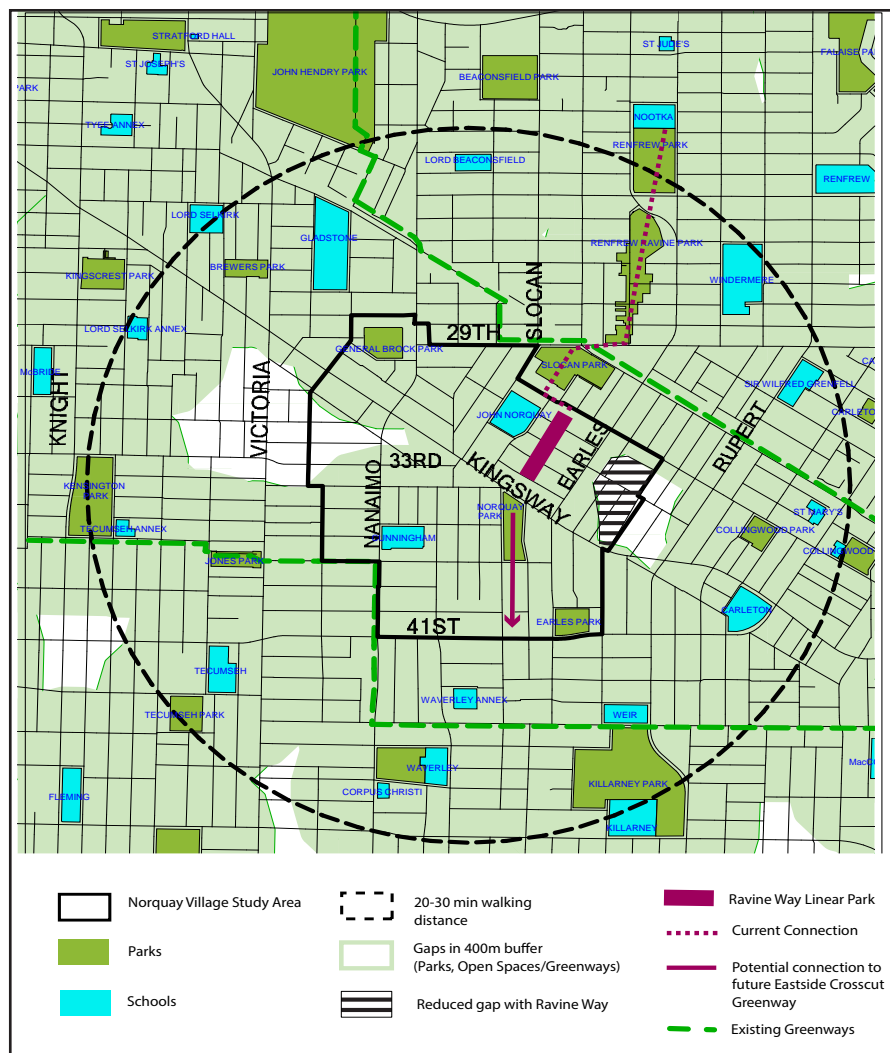 STRATFORD HALL
ST JUDE'S
ST JOSEPH'S
JOHN HENDRY PARK
BEACONSFIELD PARK
FALAISE PA
PARK
TYEE ANNEX
NOOTKA
RENFREW PARK
LORD BEACONSFIELD
RENFREW
LORD SELKIRK
GLADSTONE
RENFREW RAVINE PARK
KINGSCREST PARK
BREWERS PARK
WINDERMERE
SLOCAN
LORD SELKIRK ANNEX
29TH
GENERAL BROCK PARK
McBRIDE
SLOCAN PARK
CA
SIR WILFRED GRENFELL
KNIGHT
VICTORIA
JOHN NORQUAY
CARLETO
EARLES
RUPERT
33RD
KINGSWAY
NANAIMO
KENSINGTON
PARK
NORQUAY
PARK
ST MARY'S
TECUMSEH ANNEX
CUNNINGHAM
COLLINGWOOD PARK
COLLINGWOOD
JONES PARK
CARLETON
41ST
EARLES PARK
TECUMSEH
WAVERLEY ANNEX
TECUMSEH PARK
WEIR
WAVERLEY
MacC
CORPUS CHRISTI
KILLARNEY PARK
FLEMING
KILLARNEY
Norquay Village Study Area
Parks
Schools
20-30 min walking
distance
Gaps in 400m buffer
(Parks, Open Spaces/Greenways)
Reduced gap with Ravine Way
Ravine Way Linear Park
Current Connection
Potential connection to
future Eastside Crosscut
Greenway
Existing Greenways